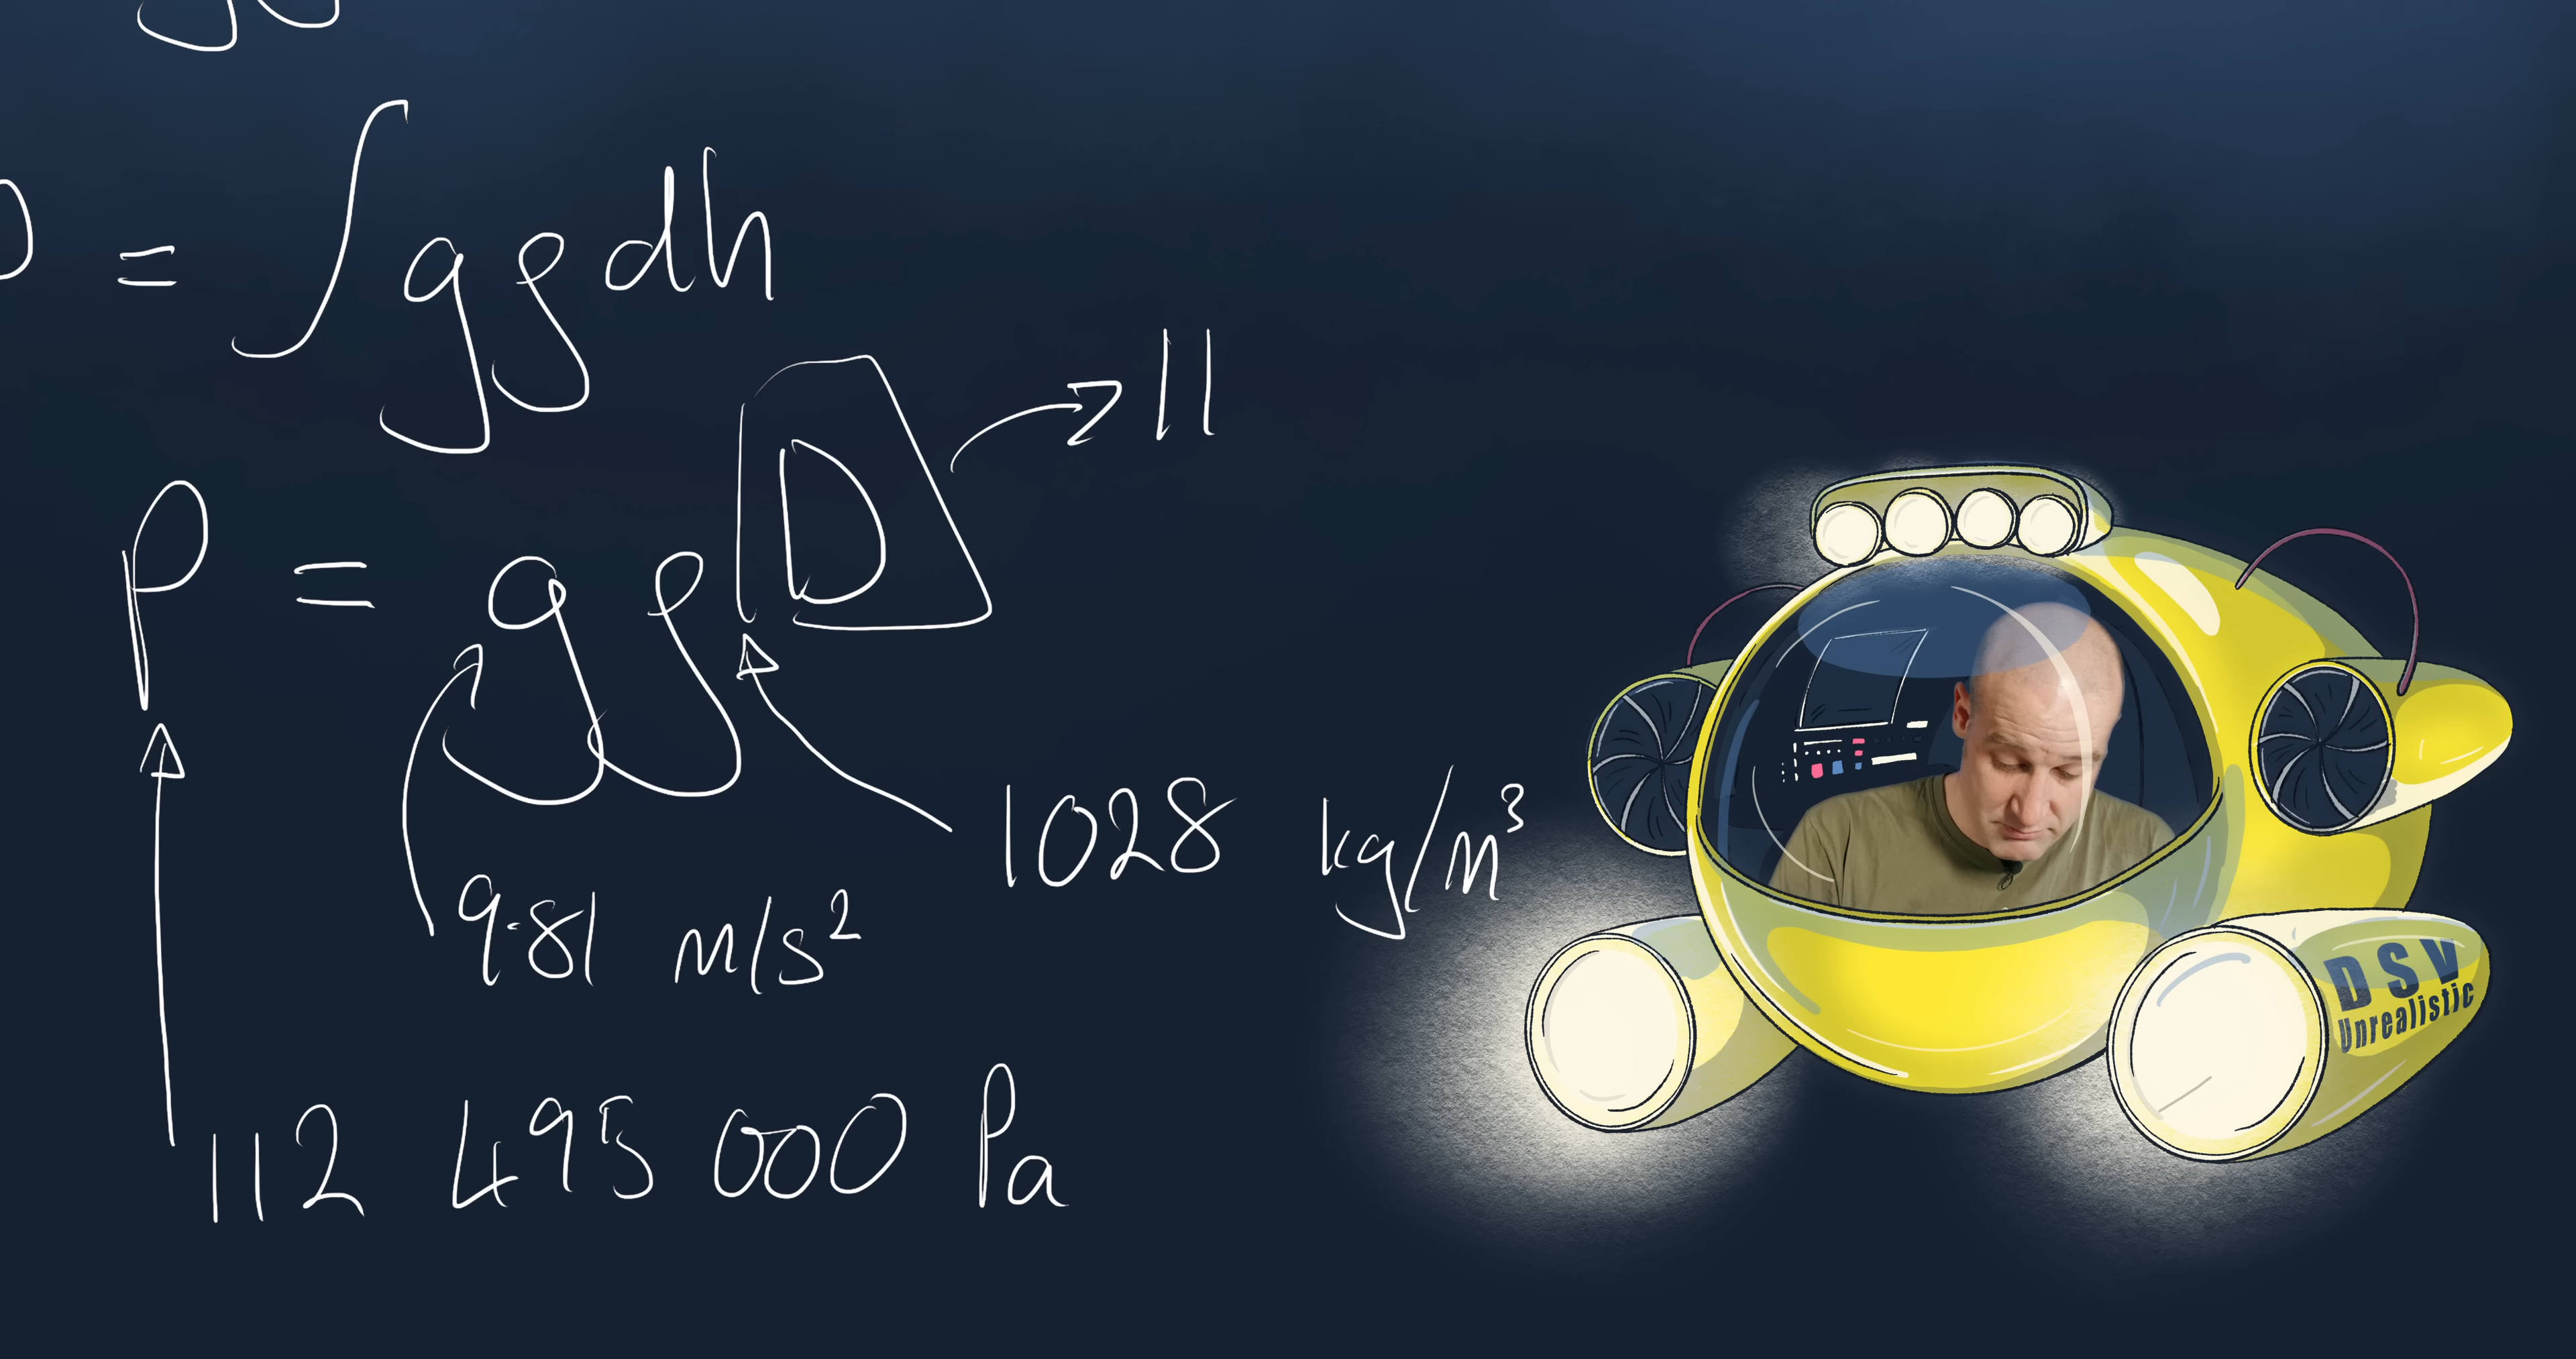 = ∫ gρdh
D → 11
P = gρD
1028 kg/m³
9.81 m/s²
112 495 000 Pa
DSV
Unrealistic